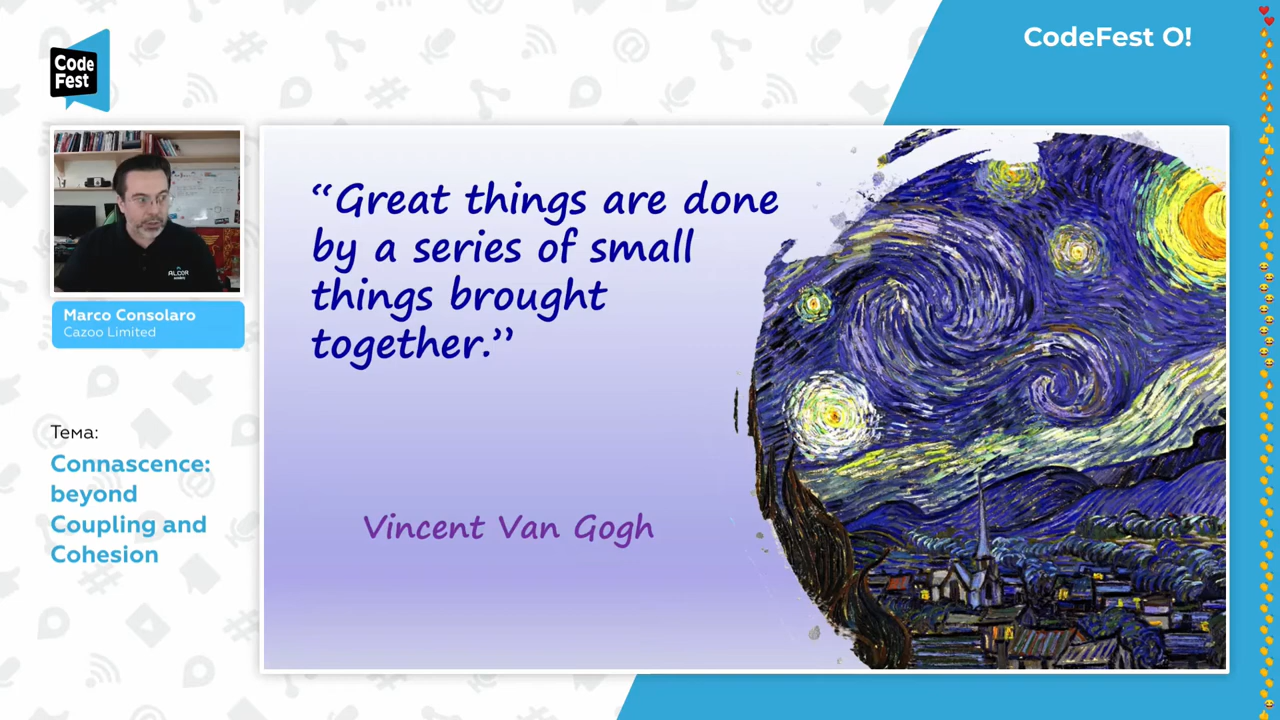 Code
Fest
CodeFest O!
Marco Consolaro
Cazoo Limited
Тема:
Connascence:
beyond
Coupling and
Cohesion
“Great things are done
by a series of small
things brought
together.”
Vincent Van Gogh
ALCOR